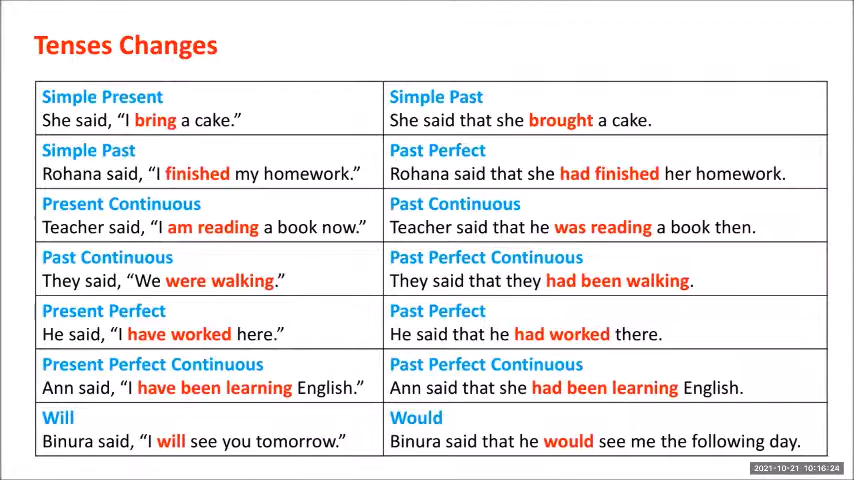 Tenses Changes
Simple Present
She said, “I bring a cake.”
Simple Past
She said that she brought a cake.
Simple Past
Rohana said, “I finished my homework.”
Past Perfect
Rohana said that she had finished her homework.
Present Continuous
Teacher said, “I am reading a book now.”
Past Continuous
Teacher said that he was reading a book then.
Past Continuous
They said, “We were walking.”
Past Perfect Continuous
They said that they had been walking.
Present Perfect
He said, “I have worked here.”
Past Perfect
He said that he had worked there.
Present Perfect Continuous
Ann said, “I have been learning English.”
Past Perfect Continuous
Ann said that she had been learning English.
Will
Binura said, “I will see you tomorrow.”
Would
Binura said that he would see me the following day.
2021-10-21 10:16:24